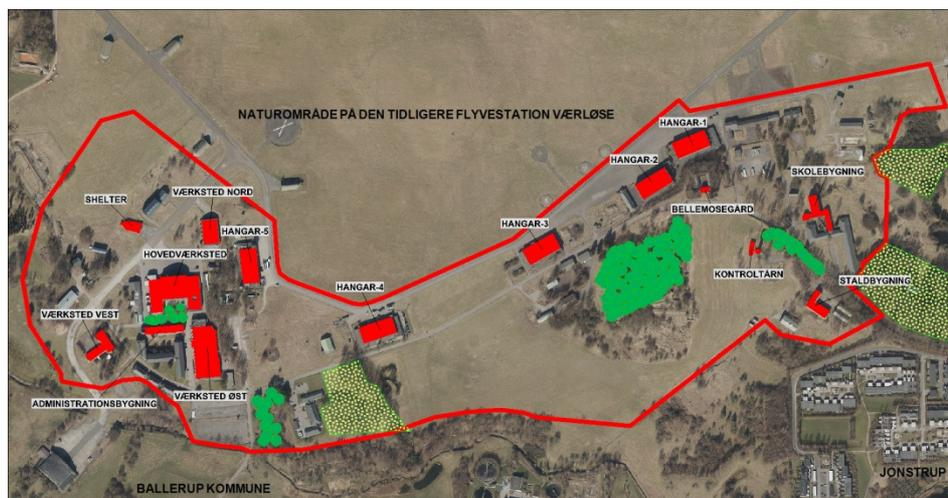 NATUROMRÅDE PÅ DEN TIDLIGERE FLYVESTATION VÆRLØSE
HANGAR-1
HANGAR-2
SKOLEBYGNING
SHELTER
VÆRKSTED NORD
BELLEMOSEGÅRD
HANGAR-3
HANGAR-5
HOVEDVÆRKSTED
KONTROLTÅRN
STALDBYGNING
HANGAR-4
VÆRKSTED VEST
VÆRKSTED ØST
ADMINISTRATIONSBYGNING
JONSTRUP
BALLERUP KOMMUNE